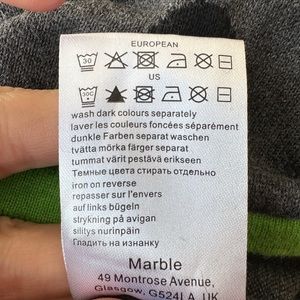 EUROPEAN
30
US
30C
wash dark colours separately
laver les couleurs foncées séparément
dunkle Farben separat waschen
tvätta mörka färger separat
tummat värit pestävä erikseen
Темные цвета стирать отдельно
iron on reverse
repasser sur l'envers
auf links bügeln
strykning på avigan
silitys nurinpäin
Гладить на изнанку
Marble
49 Montrose Avenue,
Glasgow, G524LA, UK